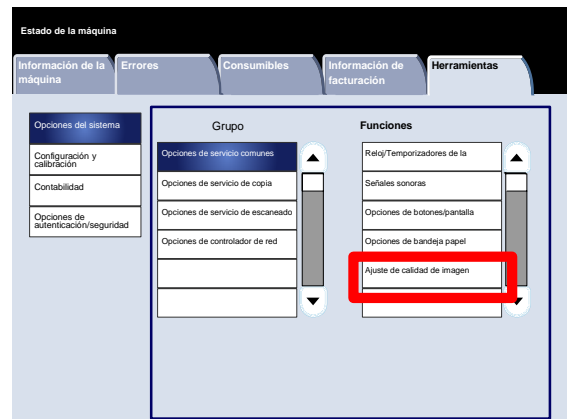 Estado de la máquina
Información de la
máquina
Errores
Consumibles
Información de
facturación
Herramientas
Opciones del sistema
Configuración y
calibración
Contabilidad
Opciones de
autenticación/seguridad
Grupo
Opciones de servicio comunes
Opciones de servicio de copia
Opciones de servicio de escaneado
Opciones de controlador de red
Funciones
Reloj/Temporizadores de la
Señales sonoras
Opciones de botones/pantalla
Opciones de bandeja papel
Ajuste de calidad de imagen